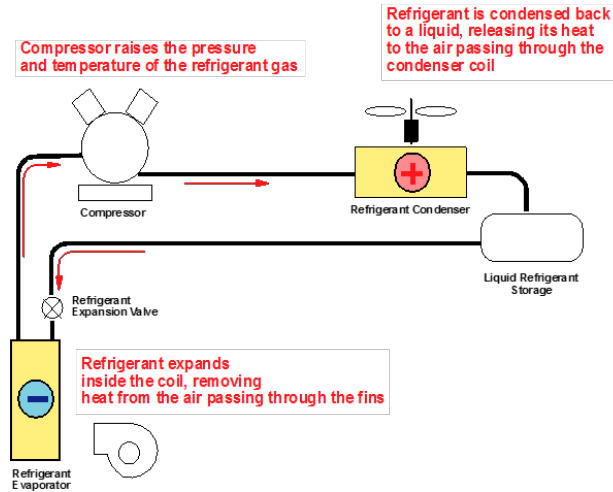 Compressor raises the pressure
and temperature of the refrigerant gas
Refrigerant is condensed back
to a liquid, releasing its heat
to the air passing through the
condenser coil
Compressor
Refrigerant Condenser
Liquid Refrigerant
Storage
Refrigerant
Expansion Valve
Refrigerant expands
inside the coil, removing
heat from the air passing through the fins
Refrigerant
Evaporator